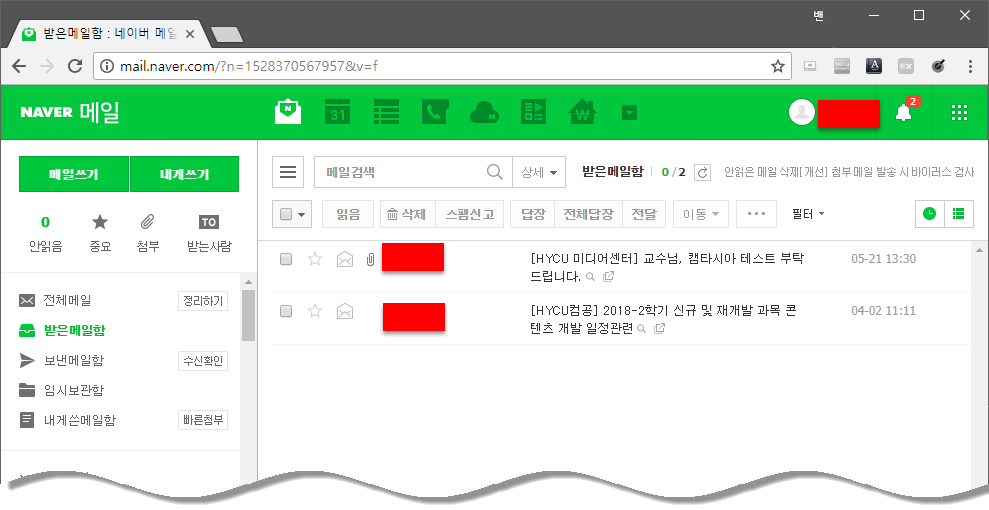 밴
받은메일함 : 네이버 메일
mail.naver.com/?n=1528370567957&v=f
NAVER 메일
31
N
W
2
메일쓰기
내게쓰기
메일검색
상세
받은메일함
0 / 2
안읽은 메일 삭제[개선] 첨부 메일 발송 시 바이러스 검사
0
안읽음
중요
첨부
TO
받는사람
읽음
삭제
스팸신고
답장
전체답장
전달
이동
필터
전체메일
정리하기
받은메일함
보낸메일함
수신확인
임시보관함
내게쓴메일함
빠른첨부
[HYCU 미디어센터] 교수님, 캠타시아 테스트 부탁
드립니다.
05-21 13:30
[HYCU컴공] 2018-2학기 신규 및 재개발 과목 콘
텐츠 개발 일정관련
04-02 11:11